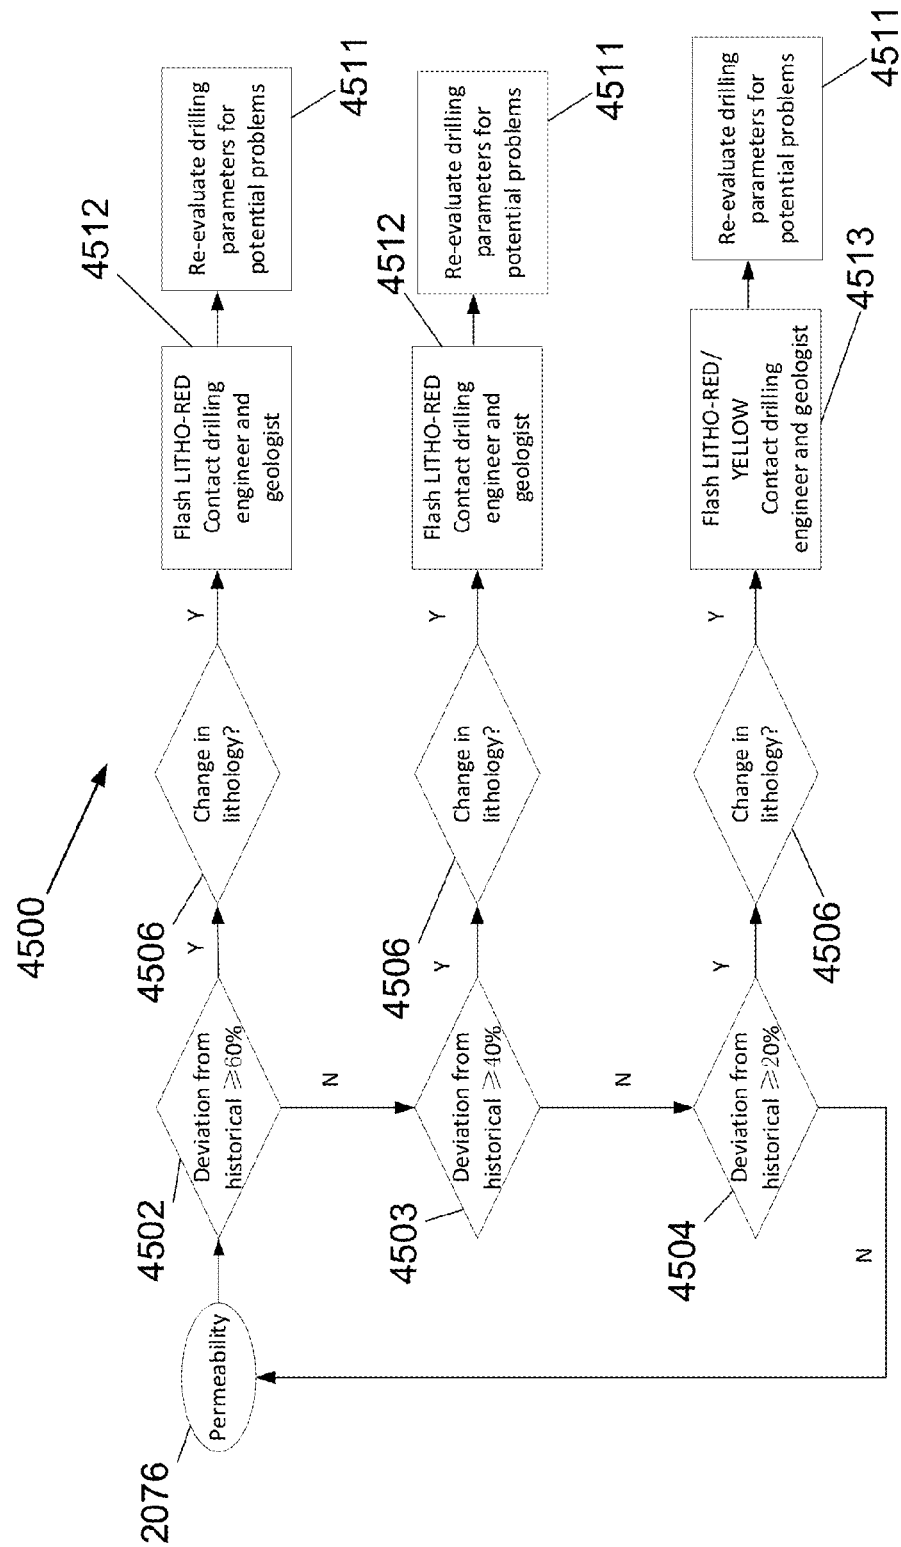 4500
2076
Permeability
4502
Deviation from
historical ⩾60%
Y
4506
Change in
lithology?
Y
4512
Flash LITHO-RED
Contact drilling
engineer and
geologist
Re-evaluate drilling
parameters for
potential problems
4511
N
4503
Deviation from
historical ⩾40%
Y
4506
Change in
lithology?
Y
4512
Flash LITHO-RED
Contact drilling
engineer and
geologist
Re-evaluate drilling
parameters for
potential problems
4511
N
4504
Deviation from
historical ⩾20%
Y
4506
Change in
lithology?
Y
Flash LITHO-RED/
YELLOW
Contact drilling
engineer and geologist
4513
Re-evaluate drilling
parameters for
potential problems
4511
N